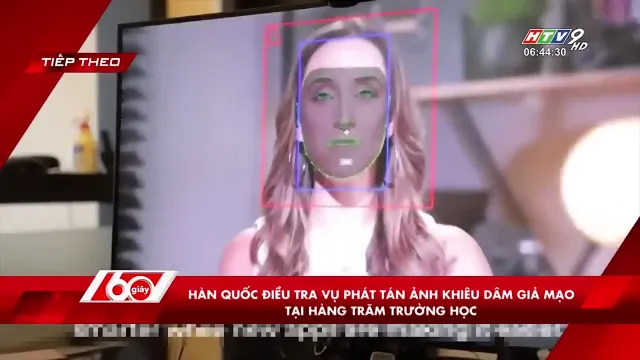 TIẾP THEO
HTV9
HD
06:44:30
60
giây
HÀN QUỐC ĐIỀU TRA VỤ PHÁT TÁN ẢNH KHIÊU DÂM GIẢ MẠO
TẠI HÀNG TRĂM TRƯỜNG HỌC